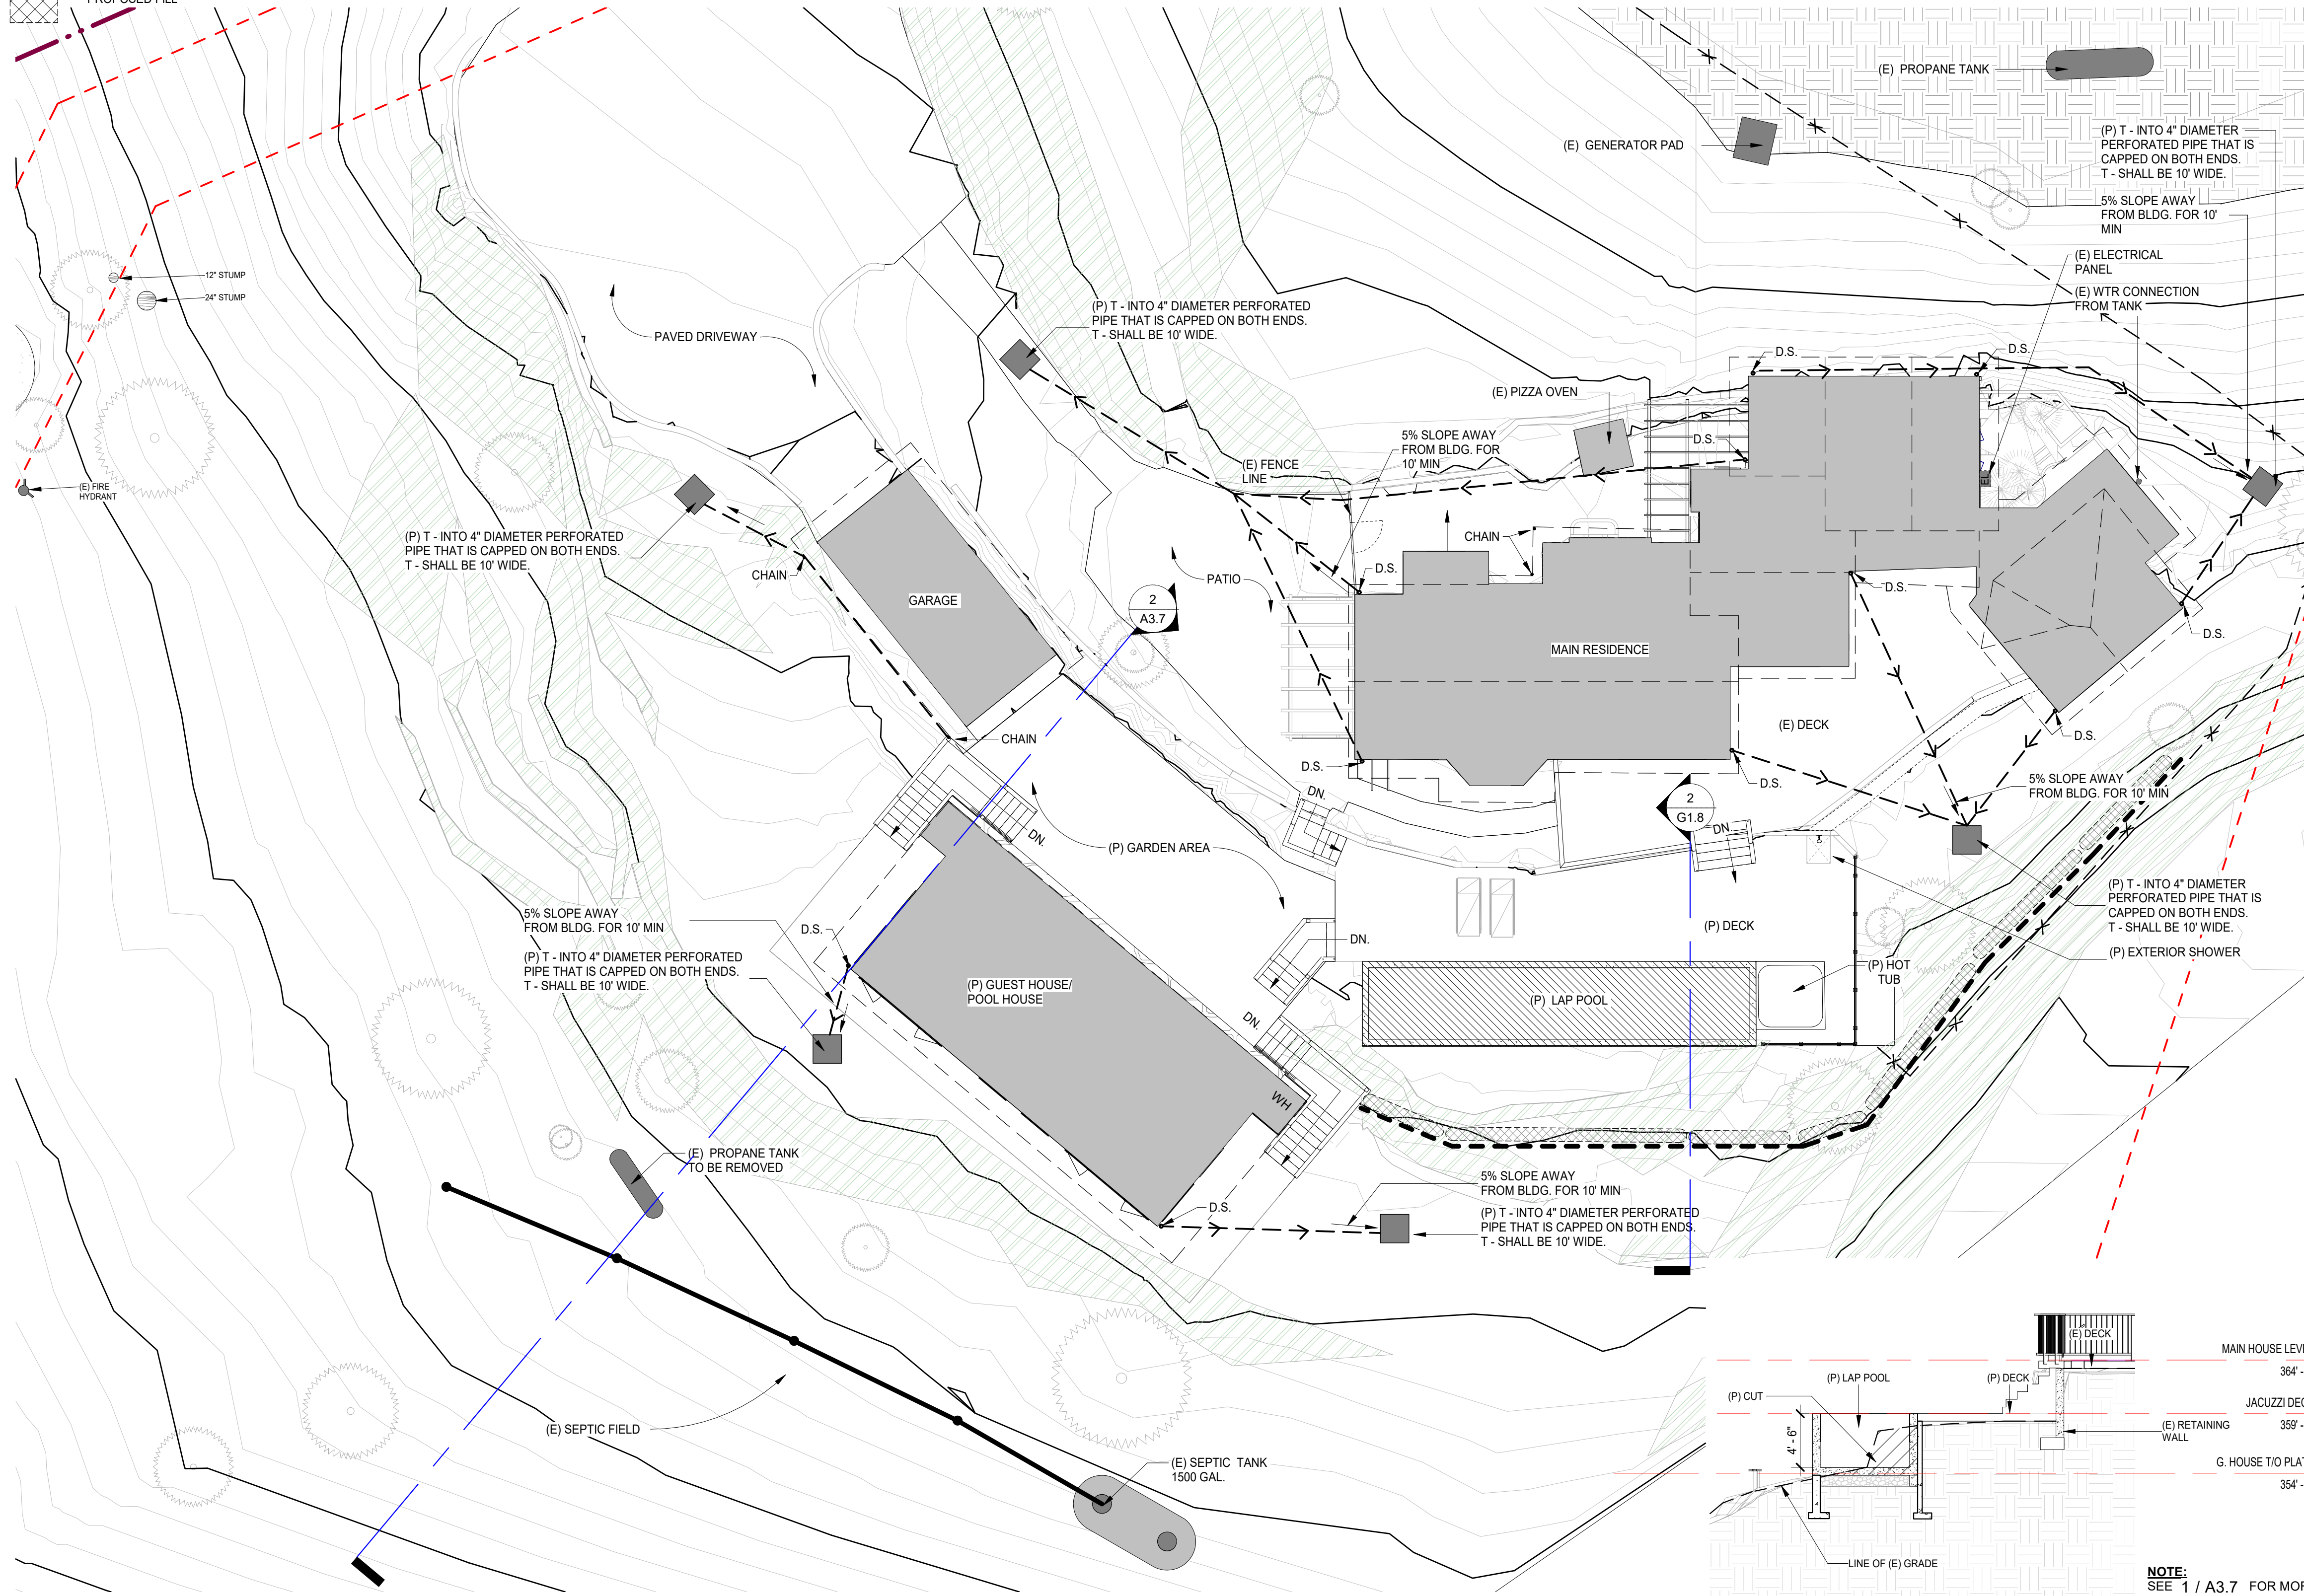 (E) PROPANE TANK
(E) GENERATOR PAD
(P) T - INTO 4" DIAMETER
PERFORATED PIPE THAT IS
CAPPED ON BOTH ENDS.
T - SHALL BE 10' WIDE.
5% SLOPE AWAY
FROM BLDG. FOR 10'
MIN
(E) ELECTRICAL
PANEL
(E) WTR CONNECTION
FROM TANK
12" STUMP
24" STUMP
(P) T - INTO 4" DIAMETER PERFORATED
PIPE THAT IS CAPPED ON BOTH ENDS.
T - SHALL BE 10' WIDE.
PAVED DRIVEWAY
D.S.
D.S.
(E) PIZZA OVEN
5% SLOPE AWAY
FROM BLDG. FOR
10' MIN
D.S.
(E) FENCE
LINE
EL
(E) FIRE
HYDRANT
(P) T - INTO 4" DIAMETER PERFORATED
PIPE THAT IS CAPPED ON BOTH ENDS.
T - SHALL BE 10' WIDE.
CHAIN
CHAIN
D.S.
PATIO
D.S.
GARAGE
2
A3.7
D.S.
MAIN RESIDENCE
(E) DECK
CHAIN
D.S.
D.S.
D.S.
5% SLOPE AWAY
FROM BLDG. FOR 10' MIN
DN.
2
G1.8
DN.
DN.
(P) GARDEN AREA
(P) T - INTO 4" DIAMETER
PERFORATED PIPE THAT IS
CAPPED ON BOTH ENDS.
T - SHALL BE 10' WIDE.
5% SLOPE AWAY
FROM BLDG. FOR 10' MIN
D.S.
(P) DECK
DN.
(P) EXTERIOR SHOWER
(P) T - INTO 4" DIAMETER PERFORATED
PIPE THAT IS CAPPED ON BOTH ENDS.
T - SHALL BE 10' WIDE.
(P) HOT
TUB
(P) GUEST HOUSE/
POOL HOUSE
(P) LAP POOL
DN.
WH
(E) PROPANE TANK
TO BE REMOVED
5% SLOPE AWAY
FROM BLDG. FOR 10' MIN
D.S.
(P) T - INTO 4" DIAMETER PERFORATED
PIPE THAT IS CAPPED ON BOTH ENDS.
T - SHALL BE 10' WIDE.
(E) SEPTIC FIELD
(E) SEPTIC TANK
1500 GAL.
(E) DECK
MAIN HOUSE
364' -
(P) LAP POOL
(P) DECK
(P) CUT
JACUZZI
359' -
(E) RETAINING
WALL
4' - 6"
G. HOUSE T/O
354' -
LINE OF (E) GRADE
NOTE:
SEE 1 / A3.7 FOR